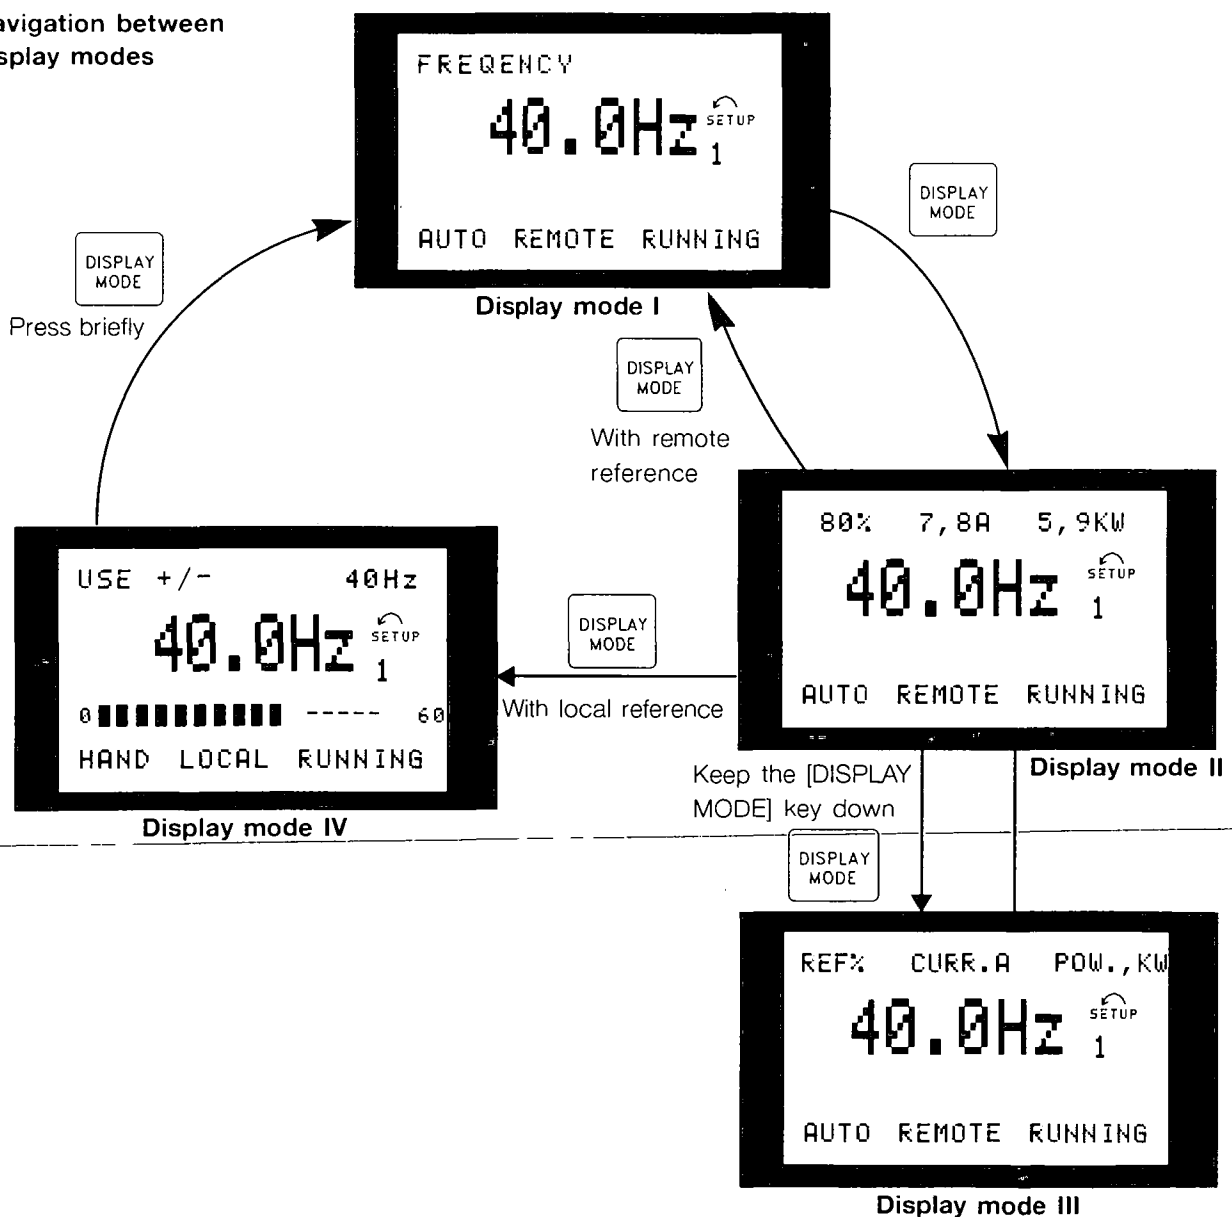 avigation between
splay modes
FREQENCY
40.0Hz
SETUP
1
AUTO REMOTE RUNNING
Display mode I
DISPLAY
MODE
DISPLAY
MODE
Press briefly
DISPLAY
MODE
With remote
reference
80% 7,8A 5,9KW
40.0Hz
SETUP
1
AUTO REMOTE RUNNING
Display mode II
USE +/- 40Hz
40.0Hz
SETUP
1
0 ----- 60
HAND LOCAL RUNNING
Display mode IV
DISPLAY
MODE
With local reference
Keep the [DISPLAY
MODE] key down
DISPLAY
MODE
REF% CURR.A POW.,KW
40.0Hz
SETUP
1
AUTO REMOTE RUNNING
Display mode III